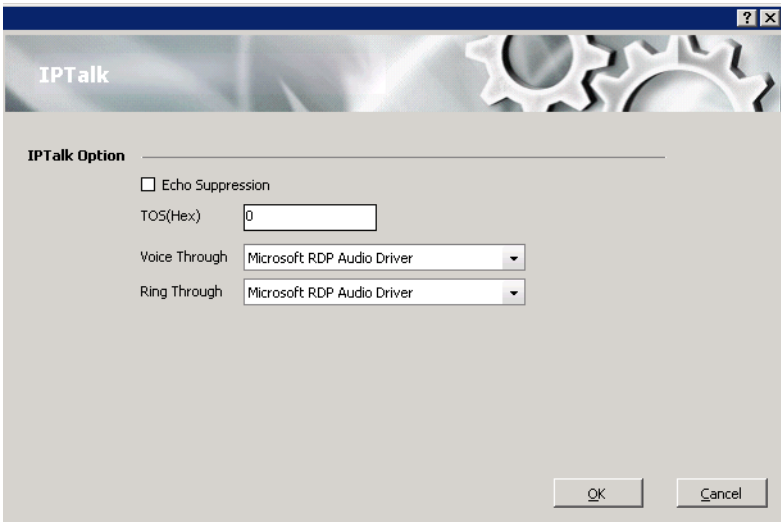 IPTalk
IPTalk Option
Echo Suppression
TOS(Hex) 0
Voice Through Microsoft RDP Audio Driver
Ring Through Microsoft RDP Audio Driver
OK Cancel